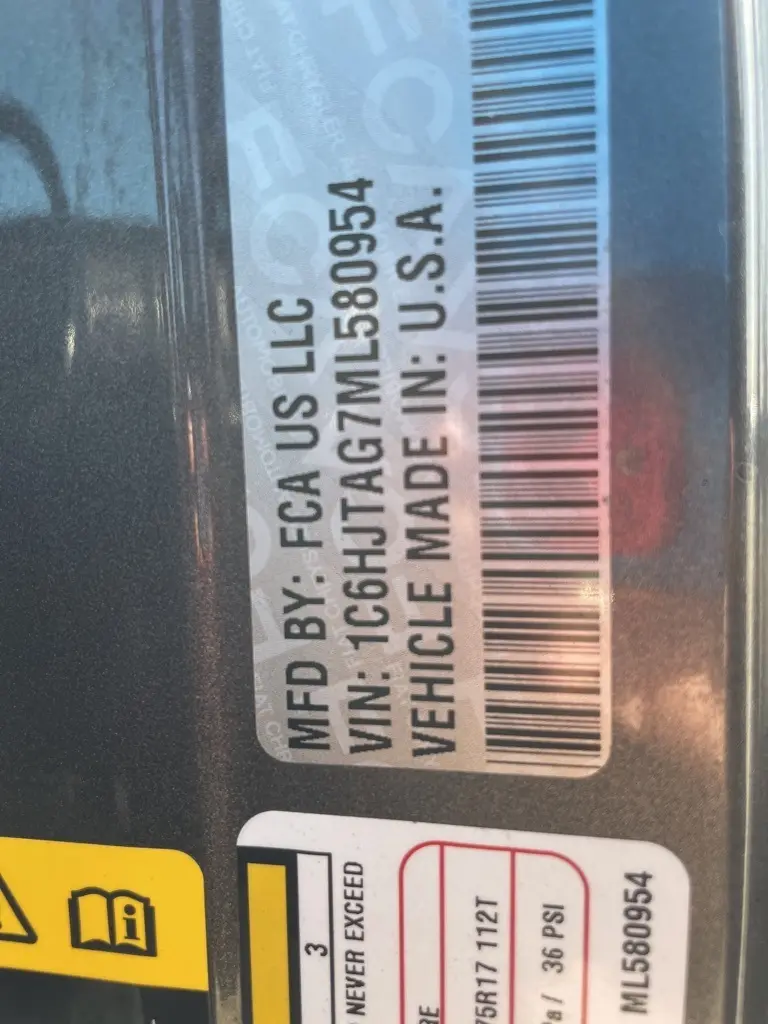 MFD BY: FCA US LLC
VIN: 1C6HJTAG7ML580954
VEHICLE MADE IN: U.S.A.
3
NEVER EXCEED
75R17 112T
/ 36 PSI
ML580954